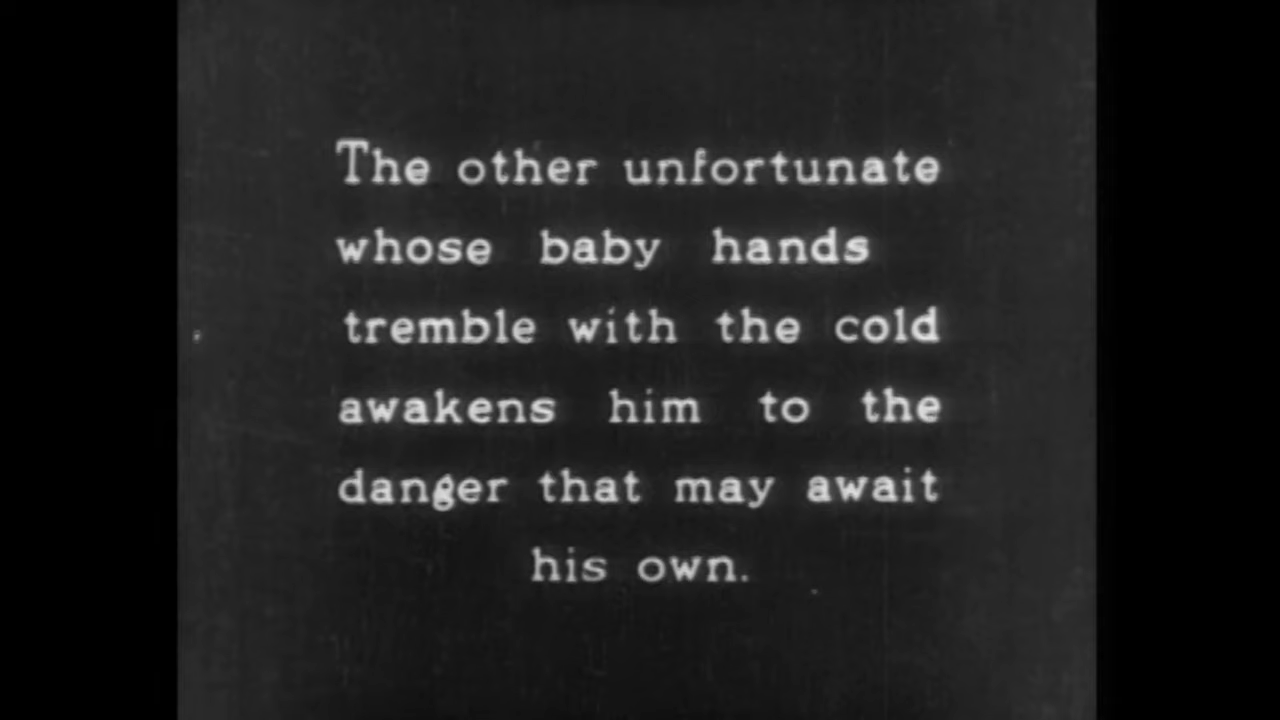 The other unfortunate
whose baby hands
tremble with the cold
awakens him to the
danger that may await
his own.